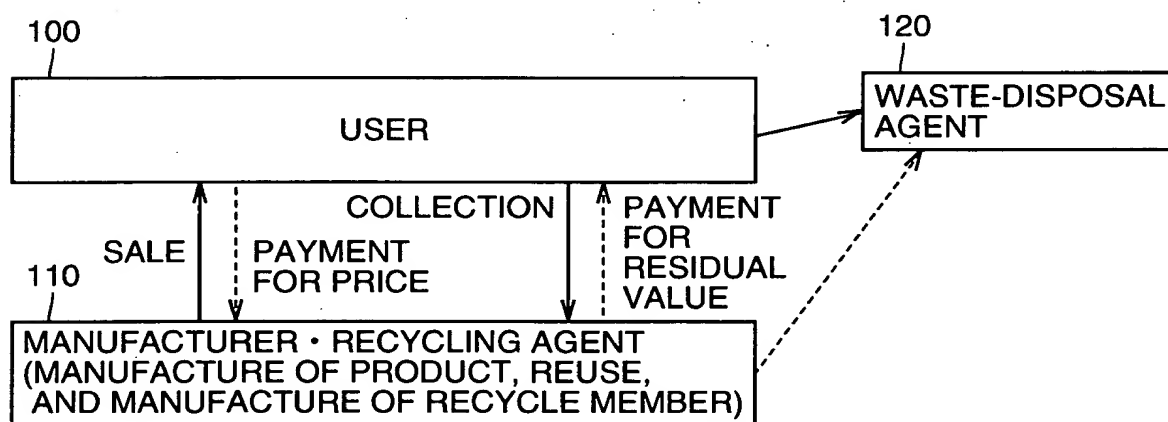 100
120
USER
WASTE-DISPOSAL
AGENT
SALE
PAYMENT
FOR PRICE
COLLECTION
PAYMENT
FOR
RESIDUAL
VALUE
110
MANUFACTURER・RECYCLING AGENT
(MANUFACTURE OF PRODUCT, REUSE,
AND MANUFACTURE OF RECYCLE MEMBER)